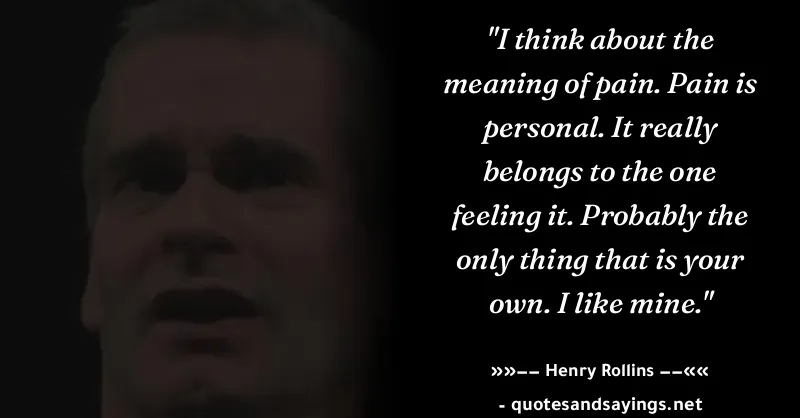 "I think about the
meaning of pain. Pain is
personal. It really
belongs to the one
feeling it. Probably the
only thing that is your
own. I like mine."
»»−− Henry Rollins −−««
- quotesandsayings.net